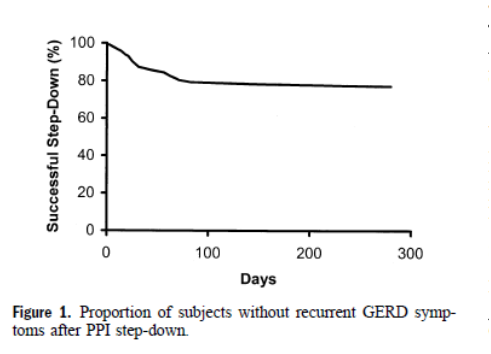 Successful Step-Down (%)
100
80
60
40
20
0
0 100 200 300
Days
Figure 1. Proportion of subjects without recurrent GERD symp-
toms after PPI step-down.